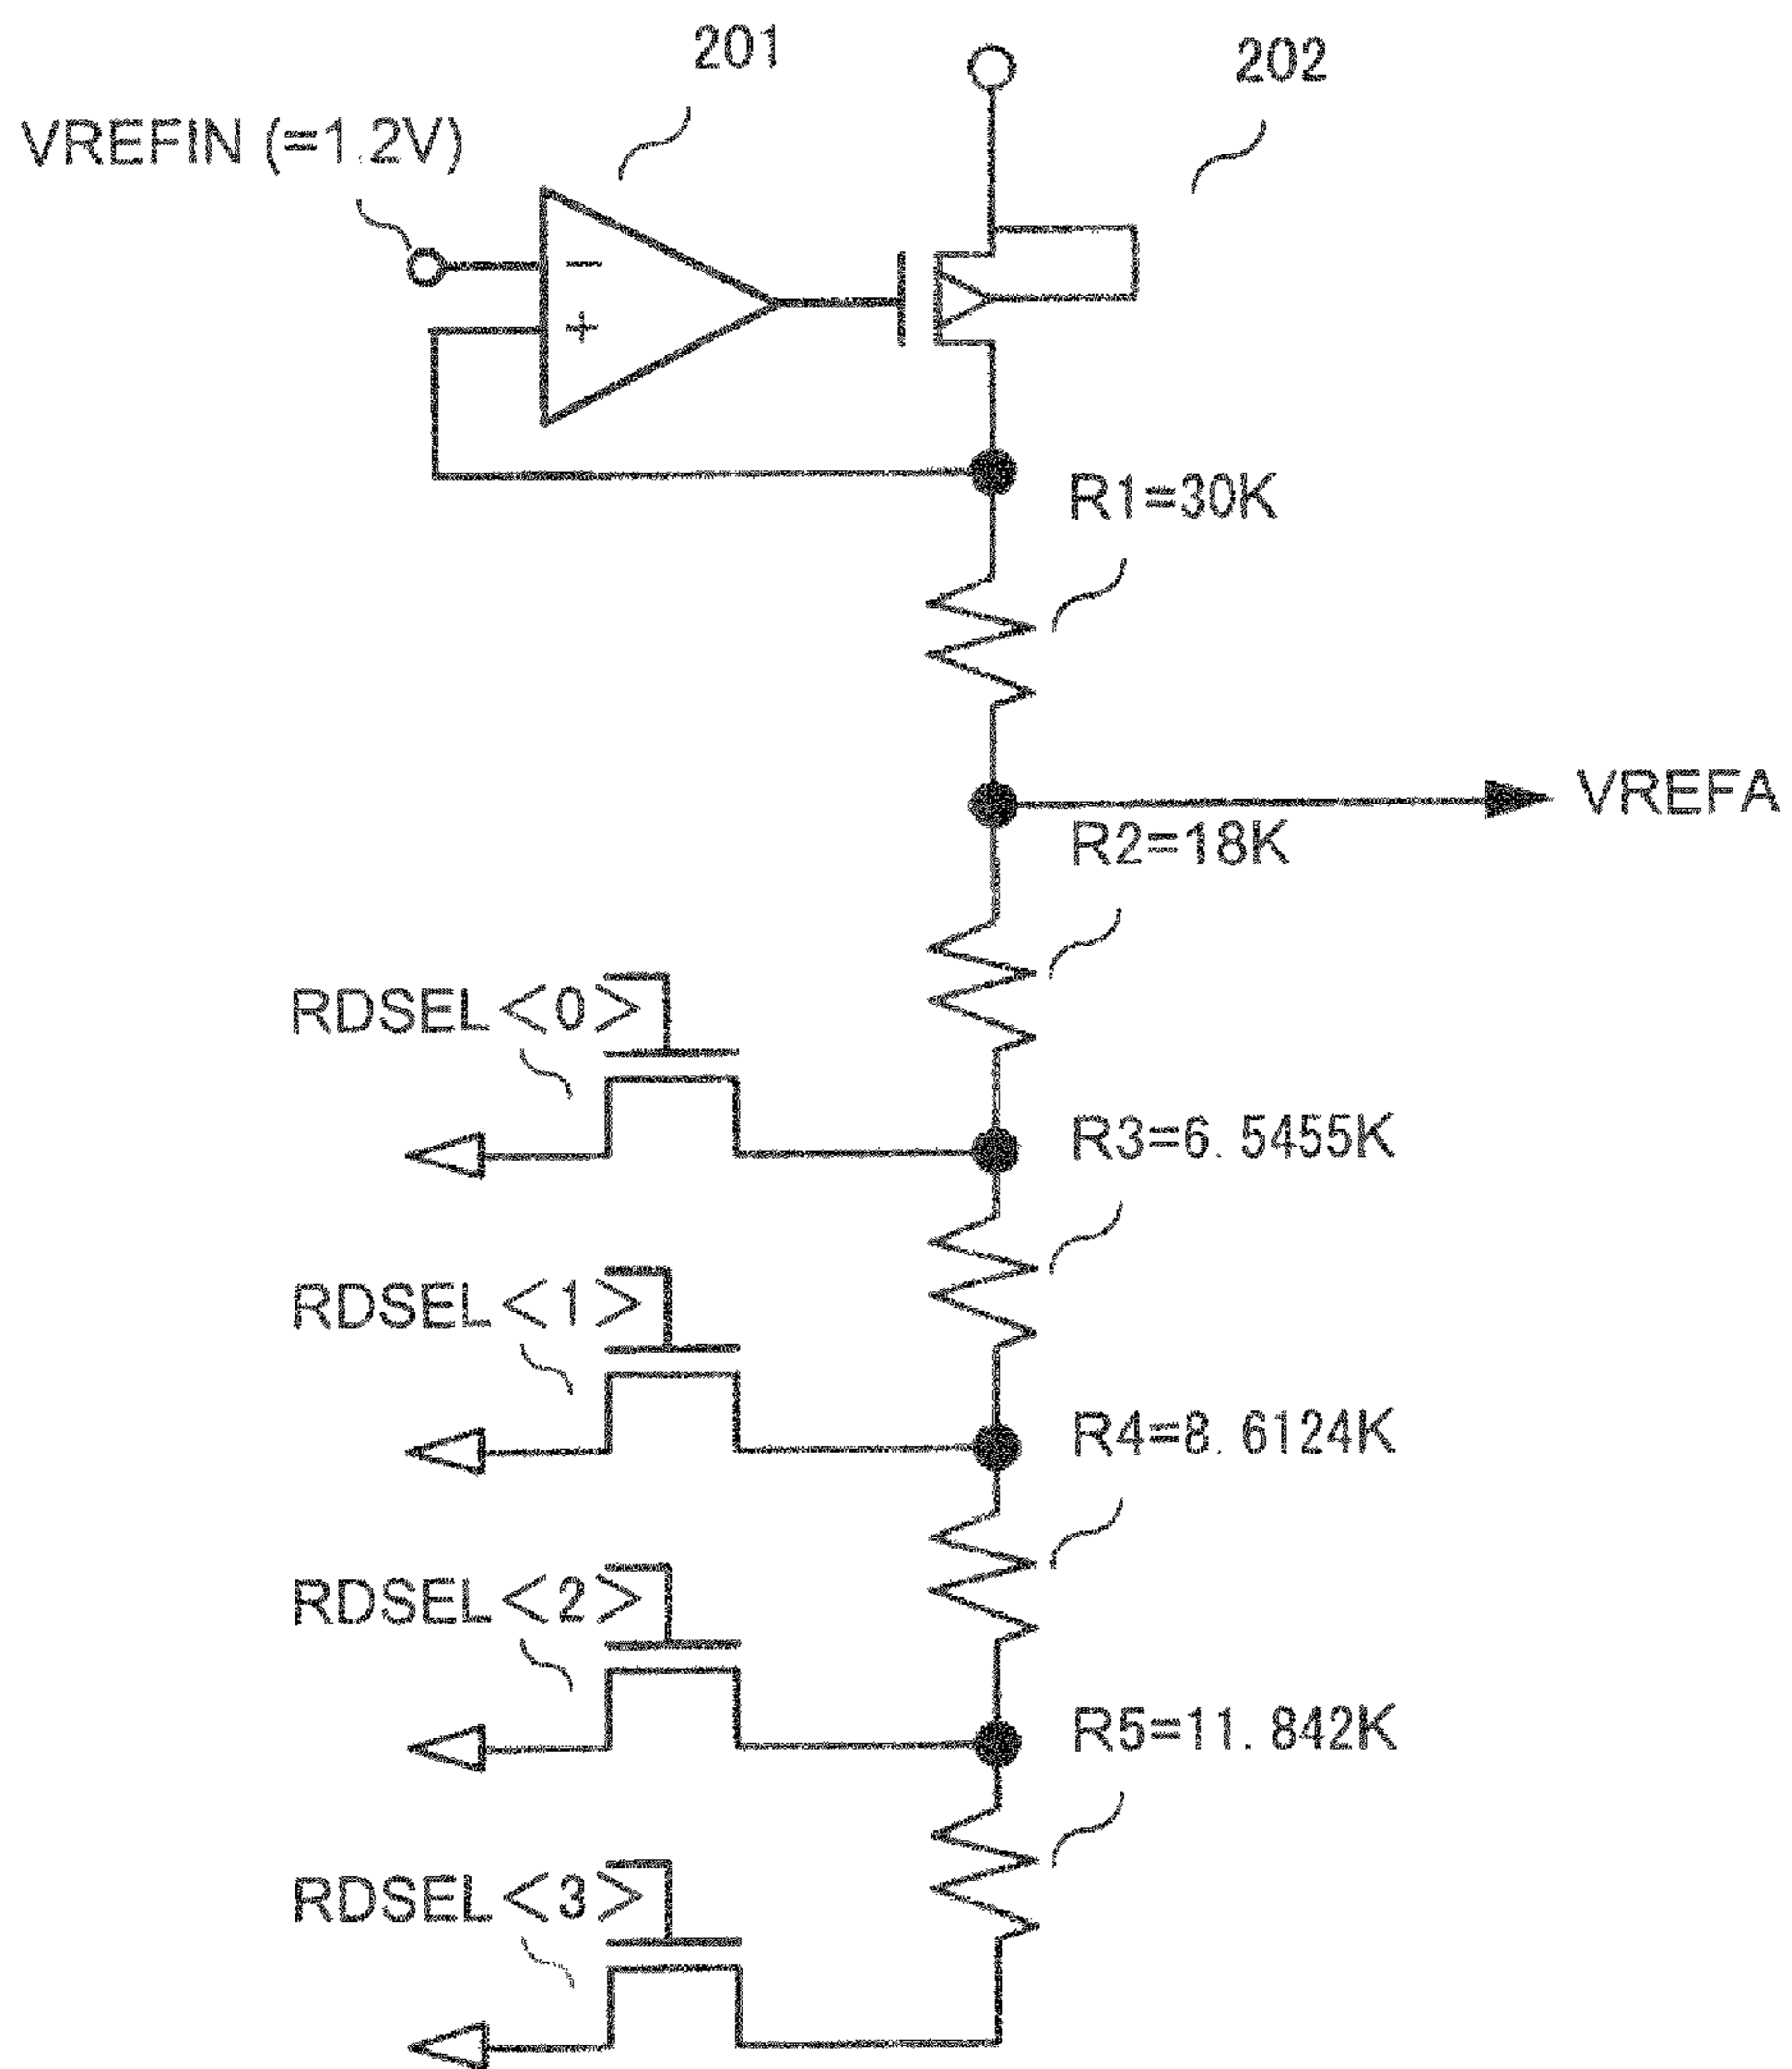 201
202
VREFIN (=1.2V)
−
+
R1=30K
VREFA
R2=18K
RDSEL<0>
R3=6.5455K
RDSEL<1>
R4=8.6124K
RDSEL<2>
R5=11.842K
RDSEL<3>